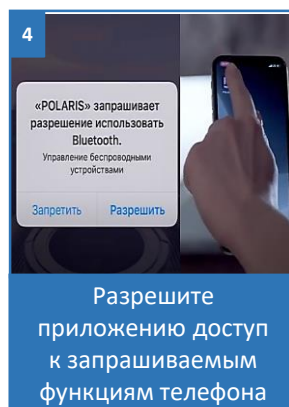 4
«POLARIS» запрашивает
разрешение использовать
Bluetooth.
Управление беспроводными
устройствами
Запретить Разрешить
Разрешите
приложению доступ
к запрашиваемым
функциям телефона